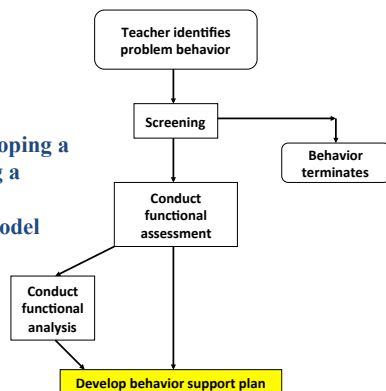 Teacher identifies
problem behavior
Screening
oping a
g a
odel
Behavior
terminates
Conduct
functional
assessment
Conduct
functional
analysis
Develop behavior support plan